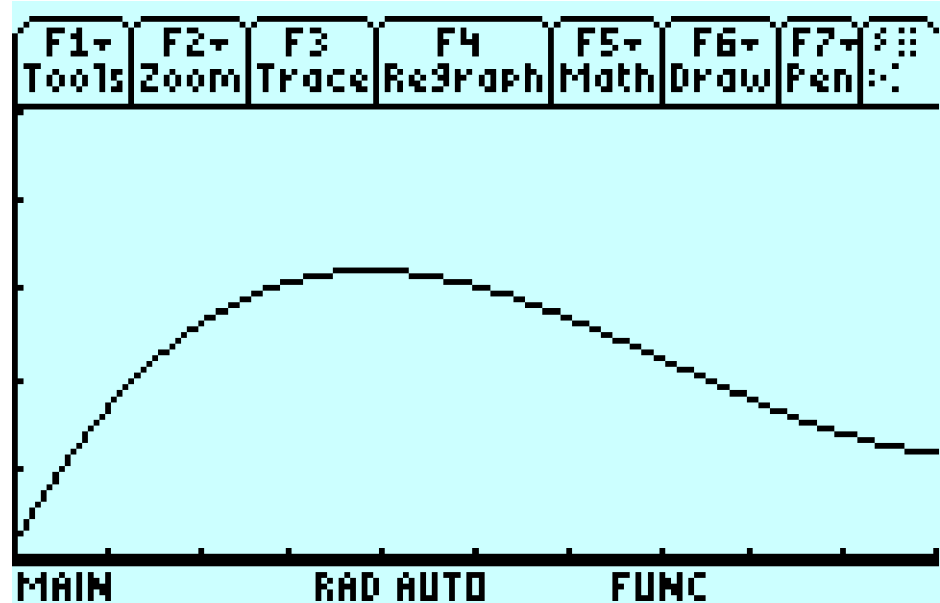 F1 F2 F3 F4 F5 F6 F7
Tools Zoom Trace ReGraph Math Draw Pen
MAIN RAD AUTO FUNC